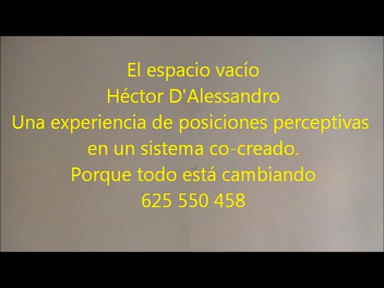 El espacio vacío
Héctor D'Alessandro
Una experiencia de posiciones perceptivas
en un sistema co-creado.
Porque todo está cambiando
625 550 458